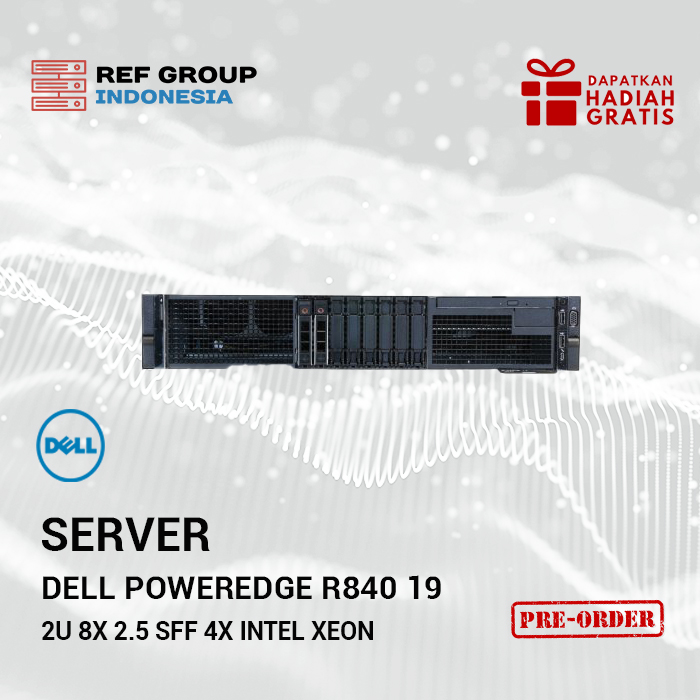 REF GROUP
INDONESIA
DAPATKAN
HADIAH
GRATIS
DELL
SERVER
DELL POWEREDGE R840 19
2U 8X 2.5 SFF 4X INTEL XEON
PRE-ORDER